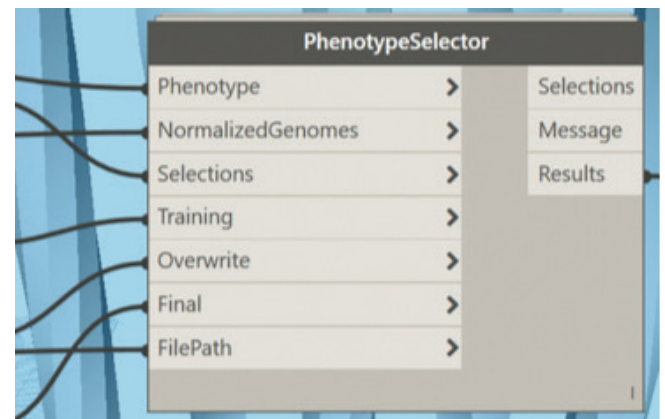 PhenotypeSelector
Phenotype > Selections
NormalizedGenomes > Message
Selections > Results
Training >
Overwrite >
Final >
FilePath >
l